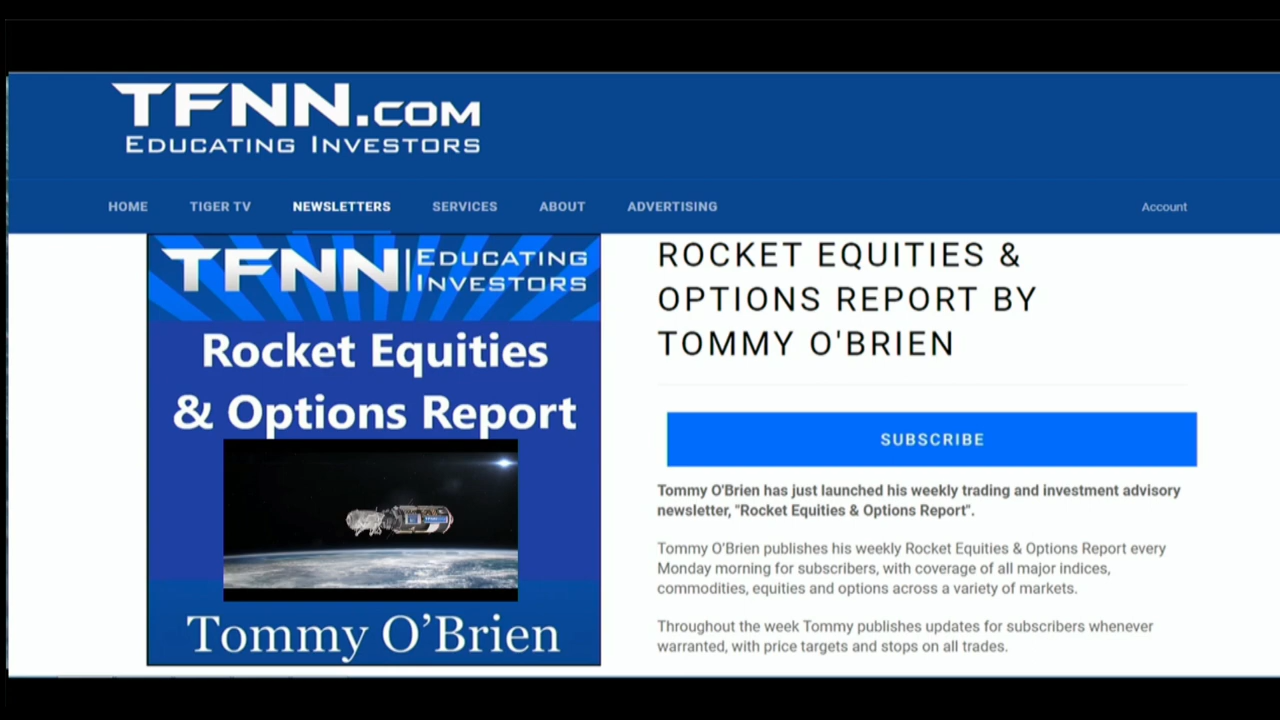 TFNN.COM
EDUCATING INVESTORS
HOME TIGER TV NEWSLETTERS SERVICES ABOUT ADVERTISING Account
TFNN EDUCATING
INVESTORS
Rocket Equities
& Options Report
Tommy O’Brien
ROCKET EQUITIES &
OPTIONS REPORT BY
TOMMY O'BRIEN
SUBSCRIBE
Tommy O'Brien has just launched his weekly trading and investment advisory
newsletter, "Rocket Equities & Options Report".
Tommy O’Brien publishes his weekly Rocket Equities & Options Report every
Monday morning for subscribers, with coverage of all major indices,
commodities, equities and options across a variety of markets.
Throughout the week Tommy publishes updates for subscribers whenever
warranted, with price targets and stops on all trades.